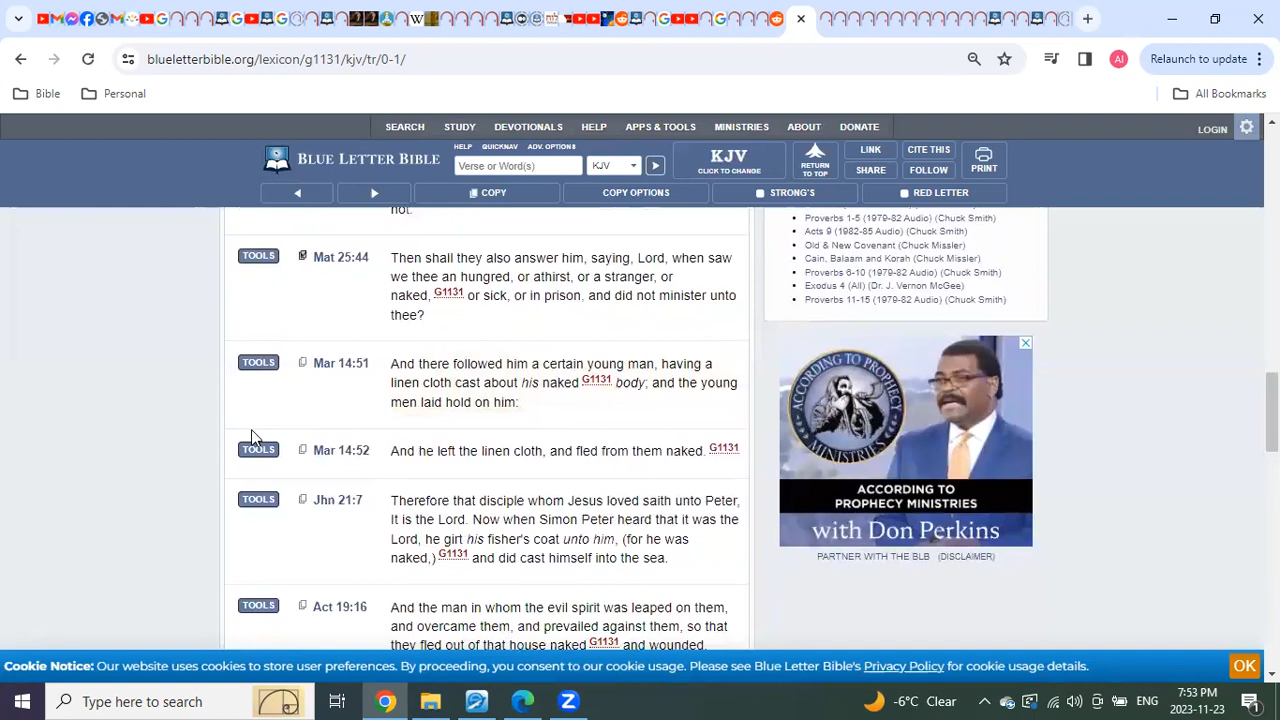 blueletterbible.org/lexicon/g1131/kjv/tr/0-1/
AI
Relaunch to update
Bible
Personal
All Bookmarks
SEARCH STUDY DEVOTIONALS HELP APPS & TOOLS MINISTRIES ABOUT DONATE
LOGIN
BLUE LETTER BIBLE
HELP QUICKNAV ADV. OPTIONS
Verse or Word(s)
KJV
KJV
CLICK TO CHANGE
RETURN
TO TOP
LINK
CITE THIS
SHARE
FOLLOW
PRINT
COPY
COPY OPTIONS
STRONG'S
RED LETTER
not.
TOOLS Mat 25:44
Then shall they also answer him, saying, Lord, when saw
we thee an hungred, or athirst, or a stranger, or
naked, G1131 or sick, or in prison, and did not minister unto
thee?
TOOLS Mar 14:51
And there followed him a certain young man, having a
linen cloth cast about his naked G1131 body; and the young
men laid hold on him:
TOOLS Mar 14:52
And he left the linen cloth, and fled from them naked. G1131
TOOLS Jhn 21:7
Therefore that disciple whom Jesus loved saith unto Peter,
It is the Lord. Now when Simon Peter heard that it was the
Lord, he girt his fisher's coat unto him, (for he was
naked,) G1131 and did cast himself into the sea.
TOOLS Act 19:16
And the man in whom the evil spirit was leaped on them,
and overcame them, and prevailed against them, so that
they fled out of that house naked G1131 and wounded.
Proverbs 1-5 (1979-82 Audio) (Chuck Smith)
Acts 9 (1982-85 Audio) (Chuck Smith)
Old & New Covenant (Chuck Missler)
Cain, Balaam and Korah (Chuck Missler)
Proverbs 6-10 (1979-82 Audio) (Chuck Smith)
Exodus 4 (All) (Dr. J. Vernon McGee)
Proverbs 11-15 (1979-82 Audio) (Chuck Smith)
ACCORDING TO PROPHECY
MINISTRIES
ACCORDING TO
PROPHECY MINISTRIES
with Don Perkins
PARTNER WITH THE BLB (DISCLAIMER)
Cookie Notice: Our website uses cookies to store user preferences. By proceeding, you consent to our cookie usage. Please see Blue Letter Bible's Privacy Policy for cookie usage details.
OK
Type here to search
-6°C Clear
ENG
7:53 PM
2023-11-23
1